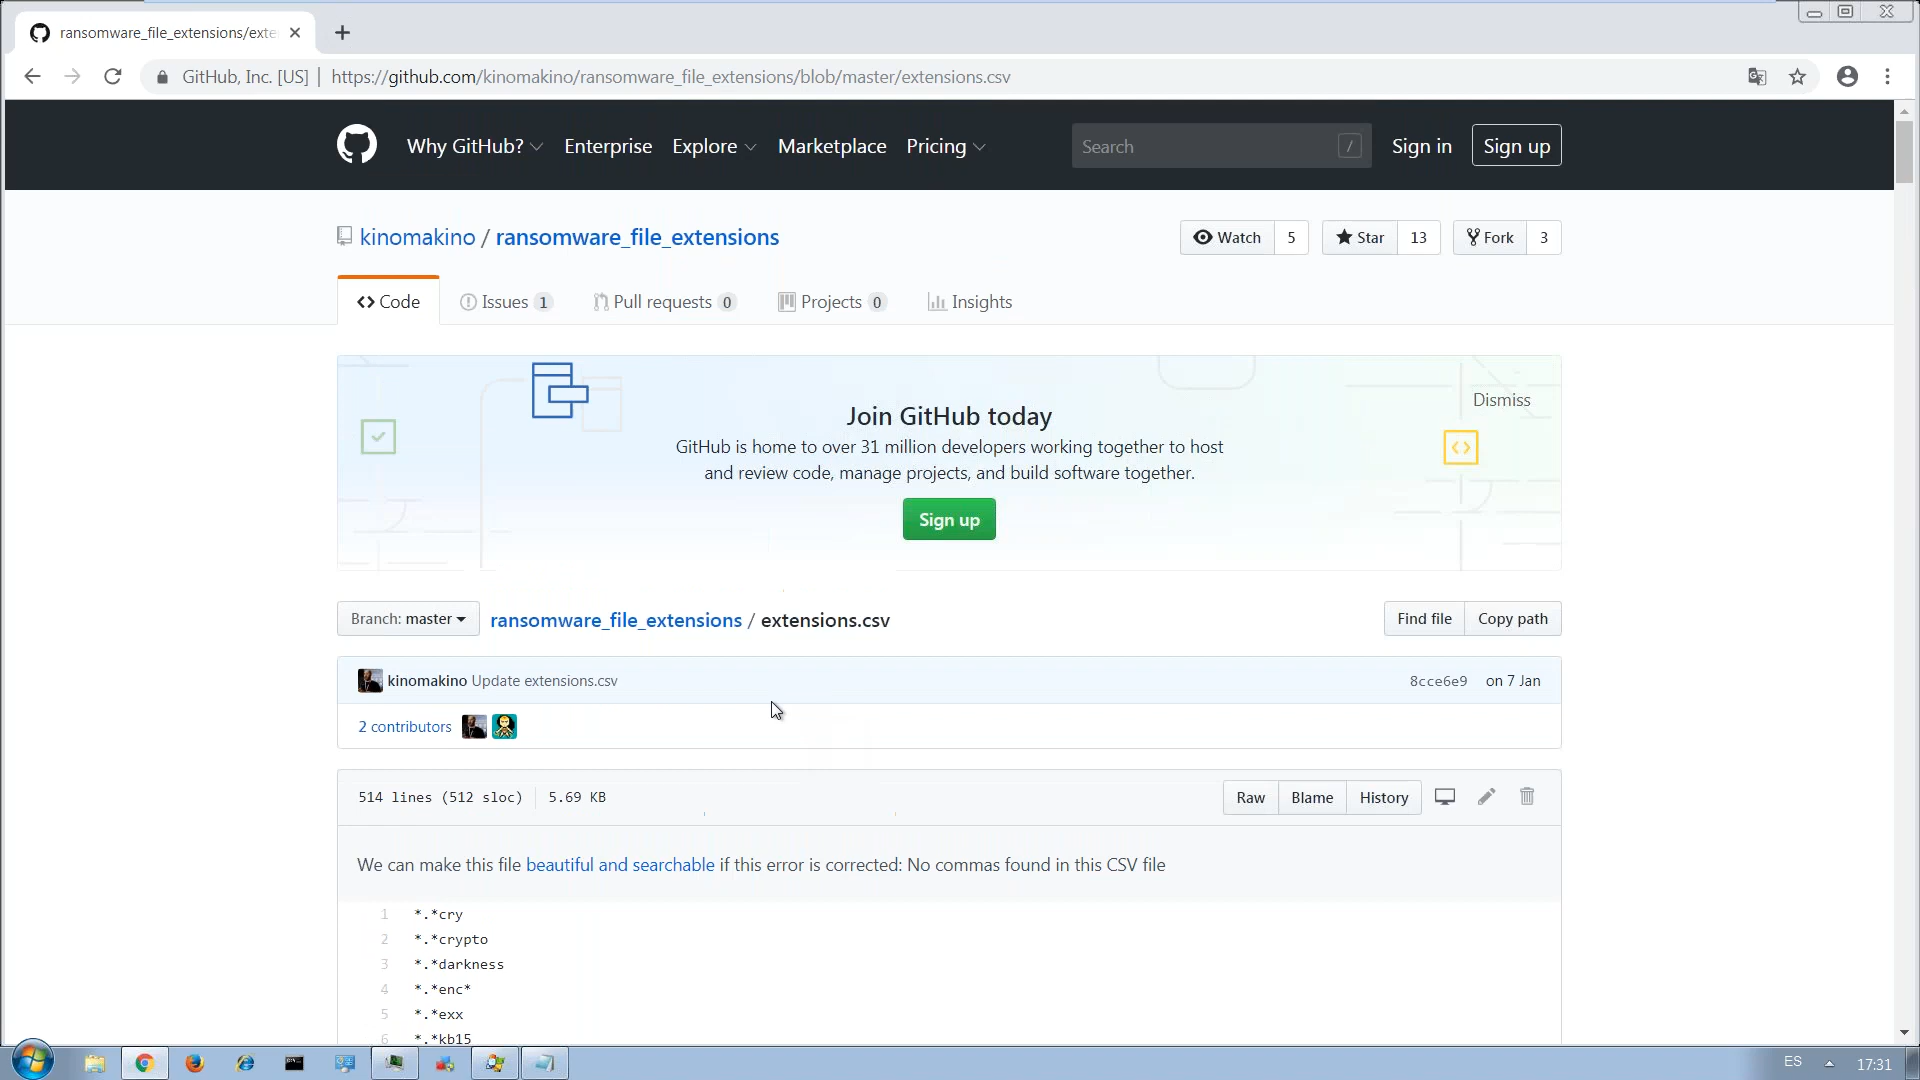 ransomware_file_extensions/exte
GitHub, Inc. [US] | https://github.com/kinomakino/ransomware_file_extensions/blob/master/extensions.csv
Why GitHub? Enterprise Explore Marketplace Pricing Search / Sign in Sign up
kinomakino / ransomware_file_extensions Watch 5 Star 13 Fork 3
Code Issues 1 Pull requests 0 Projects 0 Insights
Dismiss
Join GitHub today
GitHub is home to over 31 million developers working together to host
and review code, manage projects, and build software together.
Sign up
Branch: master ransomware_file_extensions / extensions.csv Find file Copy path
kinomakino Update extensions.csv 8cce6e9 on 7 Jan
2 contributors
514 lines (512 sloc) 5.69 KB Raw Blame History
We can make this file beautiful and searchable if this error is corrected: No commas found in this CSV file
1 *.*cry
2 *.*crypto
3 *.*darkness
4 *.*enc*
5 *.*exx
6 *.*kb15
ES 17:31